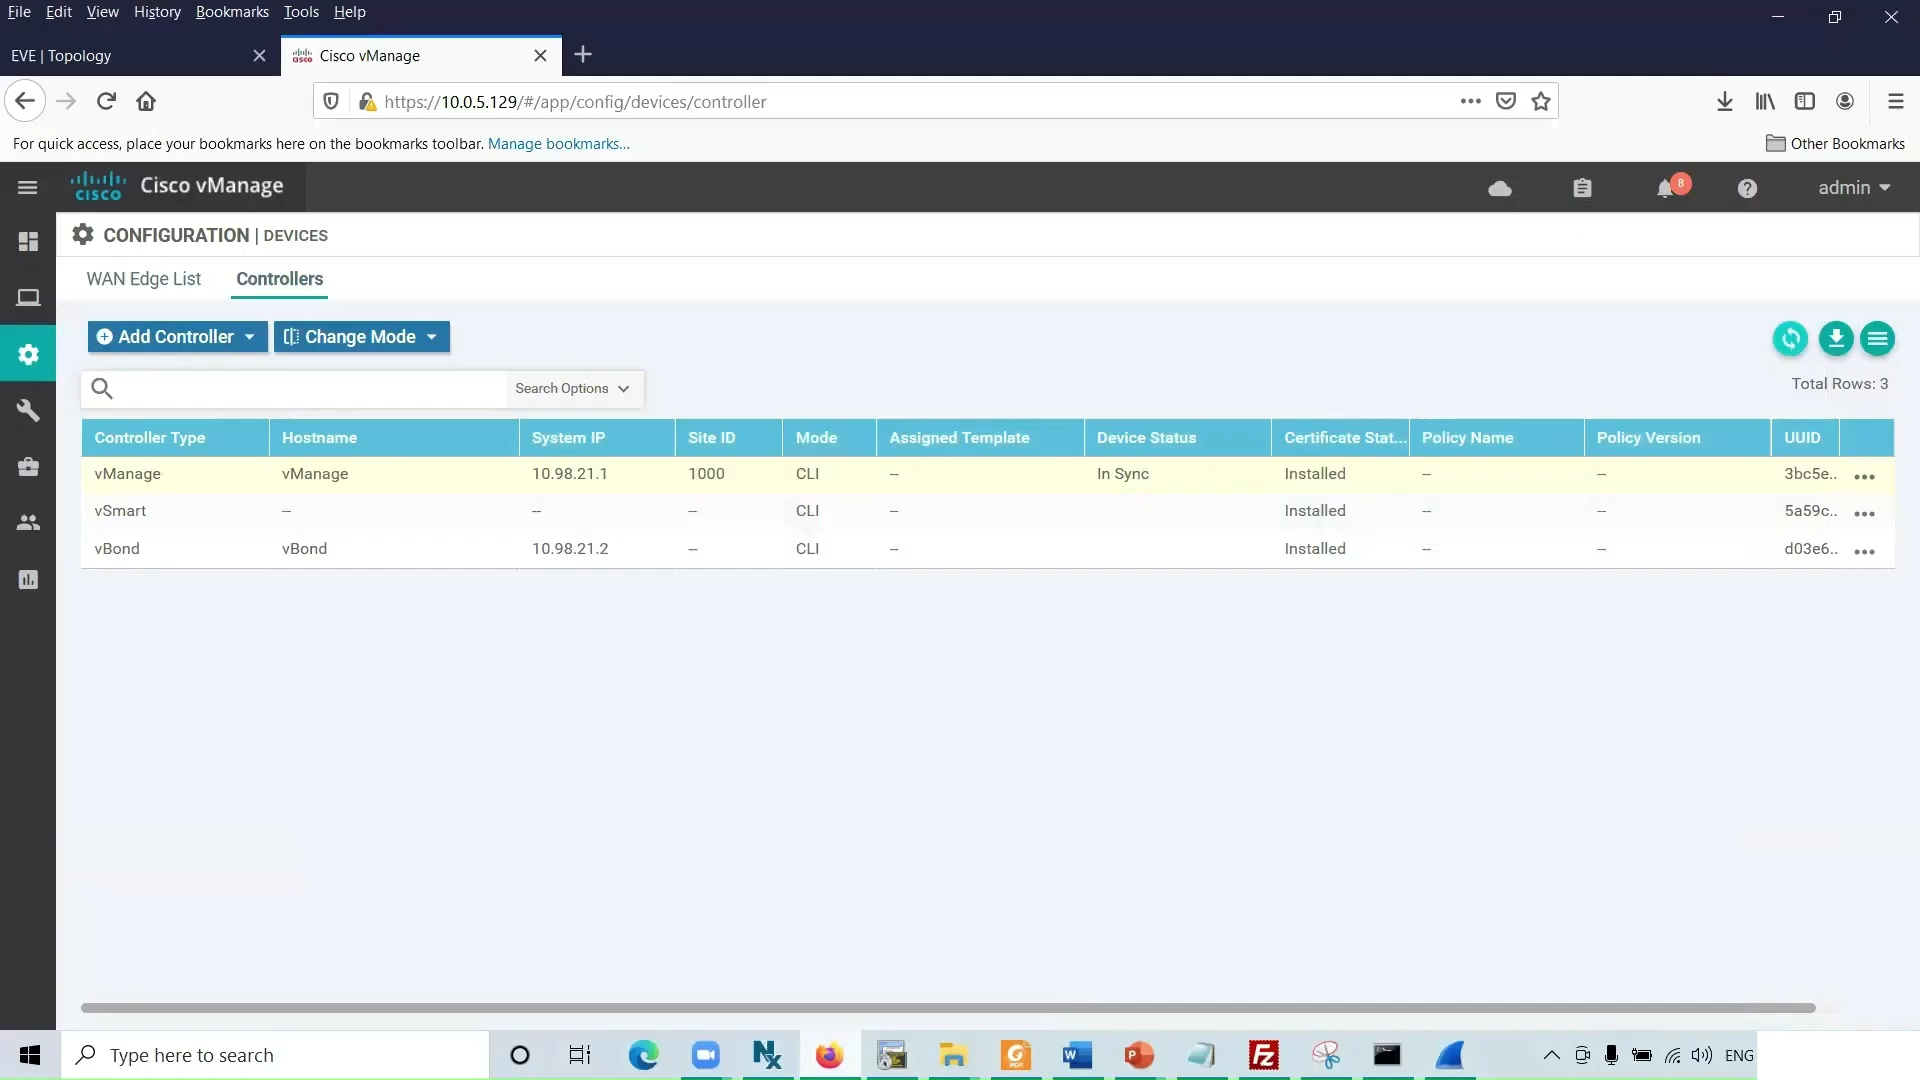 File Edit View History Bookmarks Tools Help
EVE | Topology
Cisco vManage
https://10.0.5.129/#/app/config/devices/controller
For quick access, place your bookmarks here on the bookmarks toolbar. Manage bookmarks...
Other Bookmarks
cisco Cisco vManage
8
admin
CONFIGURATION | DEVICES
WAN Edge List Controllers
Add Controller Change Mode
Search Options
Total Rows: 3
Controller Type Hostname System IP Site ID Mode Assigned Template Device Status Certificate Stat... Policy Name Policy Version UUID
vManage vManage 10.98.21.1 1000 CLI -- In Sync Installed -- -- 3bc5e..
vSmart -- -- -- CLI -- Installed -- -- 5a59c..
vBond vBond 10.98.21.2 -- CLI -- Installed -- -- d03e6..
Type here to search
ENG